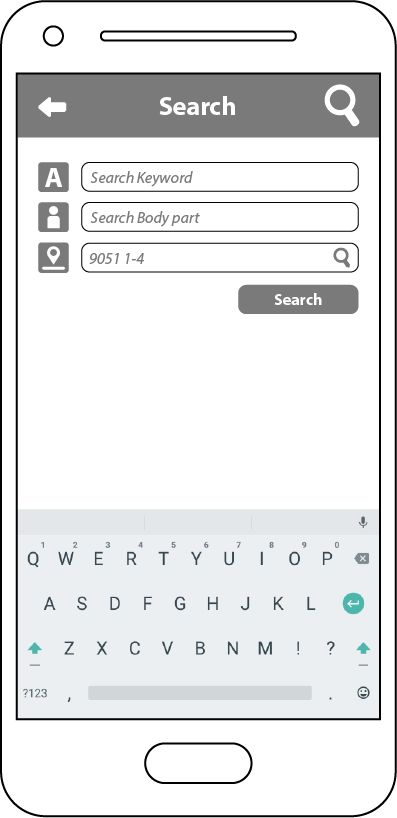 Search
A
Search Keyword
Search Body part
9051 1-4
Search
1 2 3 4 5 6 7 8 9 0
Q W E R T Y U I O P
A S D F G H J K L
Z X C V B N M ! ?
?123 , .